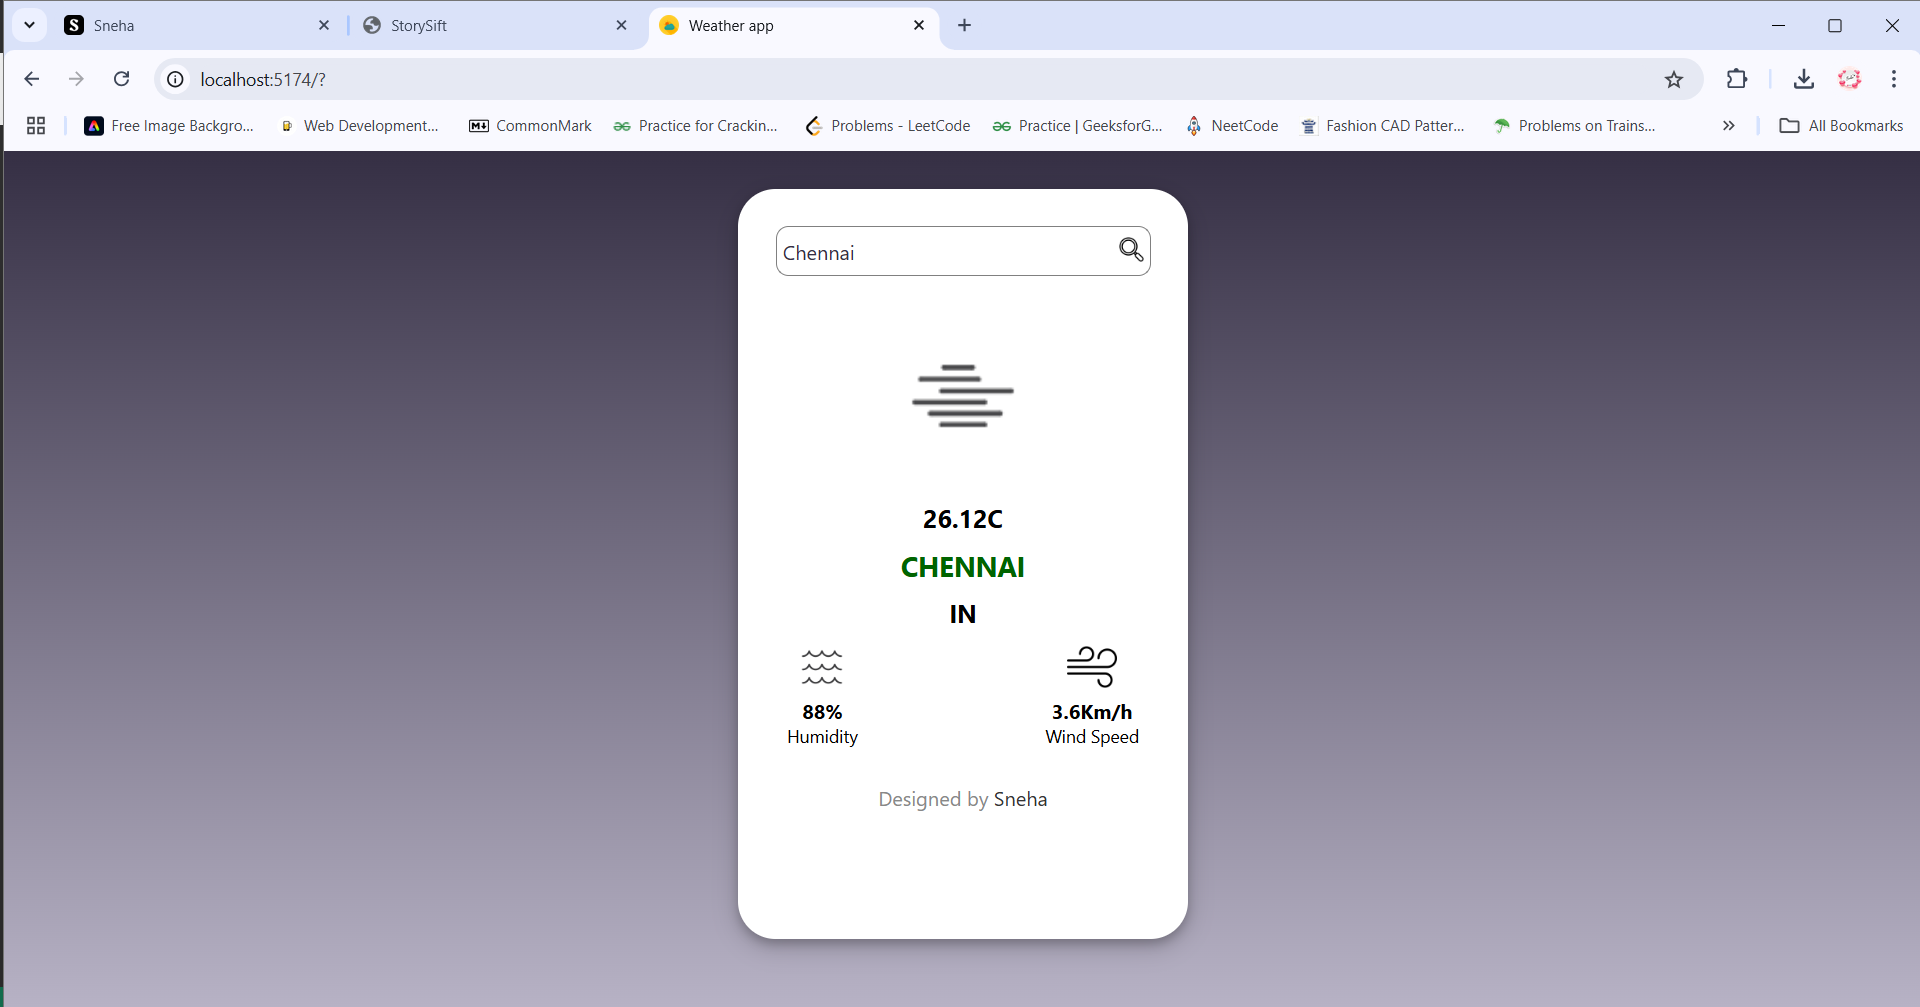 S Sneha StorySift Weather app
localhost:5174/?
Free Image Backgro... Web Development... M CommonMark Practice for Crackin... Problems - LeetCode Practice | GeeksforG... NeetCode Fashion CAD Patter... Problems on Trains... All Bookmarks
Chennai
26.12C
CHENNAI
IN
88% 3.6Km/h
Humidity Wind Speed
Designed by Sneha